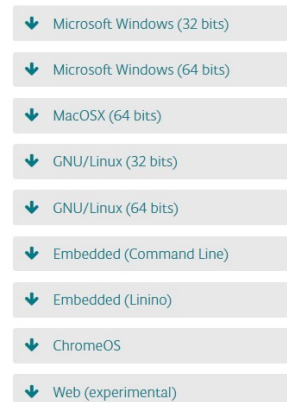 Microsoft Windows (32 bits)
Microsoft Windows (64 bits)
MacOSX (64 bits)
GNU/Linux (32 bits)
GNU/Linux (64 bits)
Embedded (Command Line)
Embedded (Linino)
ChromeOS
Web (experimental)